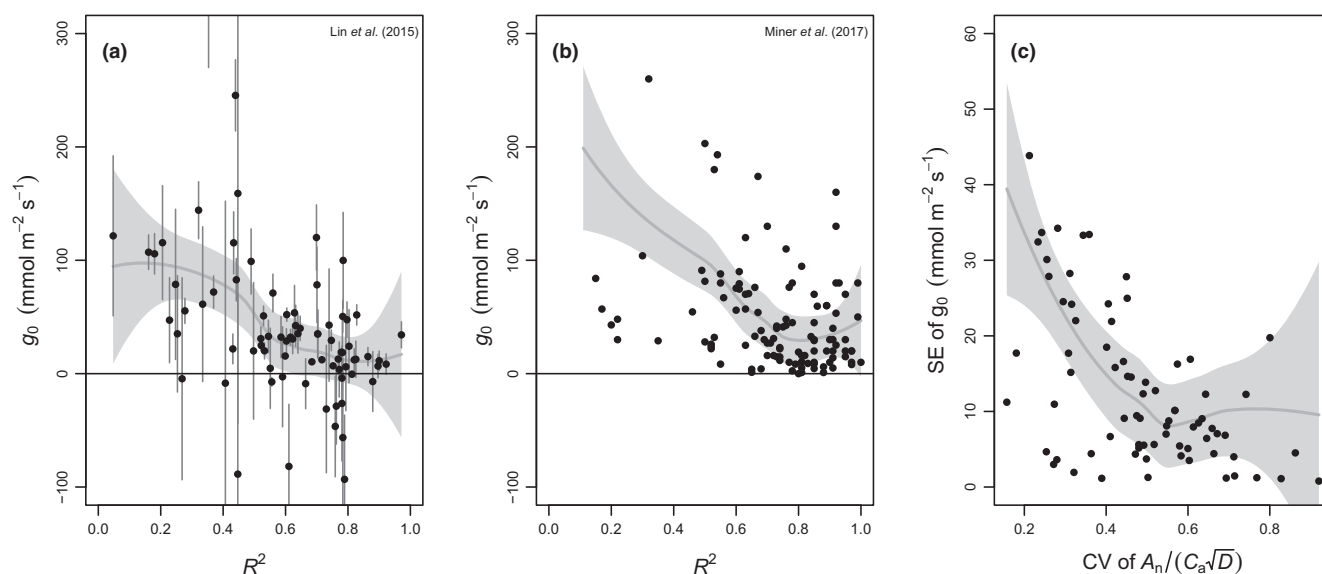 (a)
Lin et al. (2015)
g₀ (mmol m⁻² s⁻¹)
300
200
100
0
−100
0.0 0.2 0.4 0.6 0.8 1.0
R²
(b)
Miner et al. (2017)
g₀ (mmol m⁻² s⁻¹)
300
200
100
0
−100
0.0 0.2 0.4 0.6 0.8 1.0
R²
(c)
SE of g₀ (mmol m⁻² s⁻¹)
60
50
40
30
20
10
0
0.2 0.4 0.6 0.8
CV of Aₙ/(Cₐ√D)